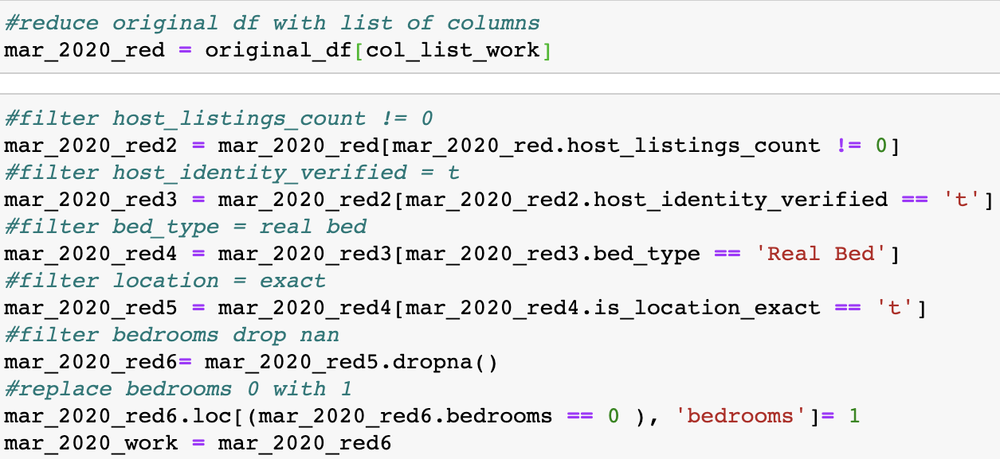 #reduce original df with list of columns
mar_2020_red = original_df[col_list_work]
#filter host_listings_count != 0
mar_2020_red2 = mar_2020_red[mar_2020_red.host_listings_count != 0]
#filter host_identity_verified = t
mar_2020_red3 = mar_2020_red2[mar_2020_red2.host_identity_verified == 't']
#filter bed_type = real bed
mar_2020_red4 = mar_2020_red3[mar_2020_red3.bed_type == 'Real Bed']
#filter location = exact
mar_2020_red5 = mar_2020_red4[mar_2020_red4.is_location_exact == 't']
#filter bedrooms drop nan
mar_2020_red6= mar_2020_red5.dropna()
#replace bedrooms 0 with 1
mar_2020_red6.loc[(mar_2020_red6.bedrooms == 0 ), 'bedrooms']= 1
mar_2020_work = mar_2020_red6